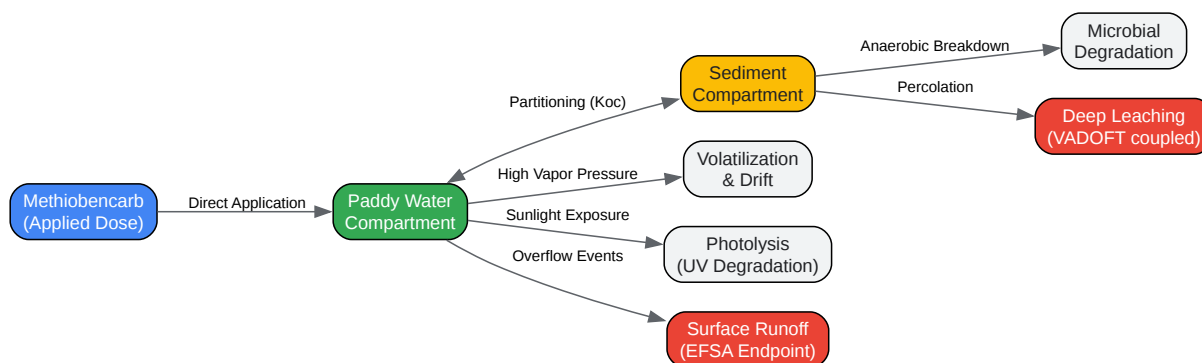 Methiobencarb
(Applied Dose)
Direct Application
Paddy Water
Compartment
Partitioning (Koc)
High Vapor Pressure
Sunlight Exposure
Overflow Events
Sediment
Compartment
Volatilization
& Drift
Photolysis
(UV Degradation)
Surface Runoff
(EFSA Endpoint)
Anaerobic Breakdown
Percolation
Microbial
Degradation
Deep Leaching
(VADOFT coupled)